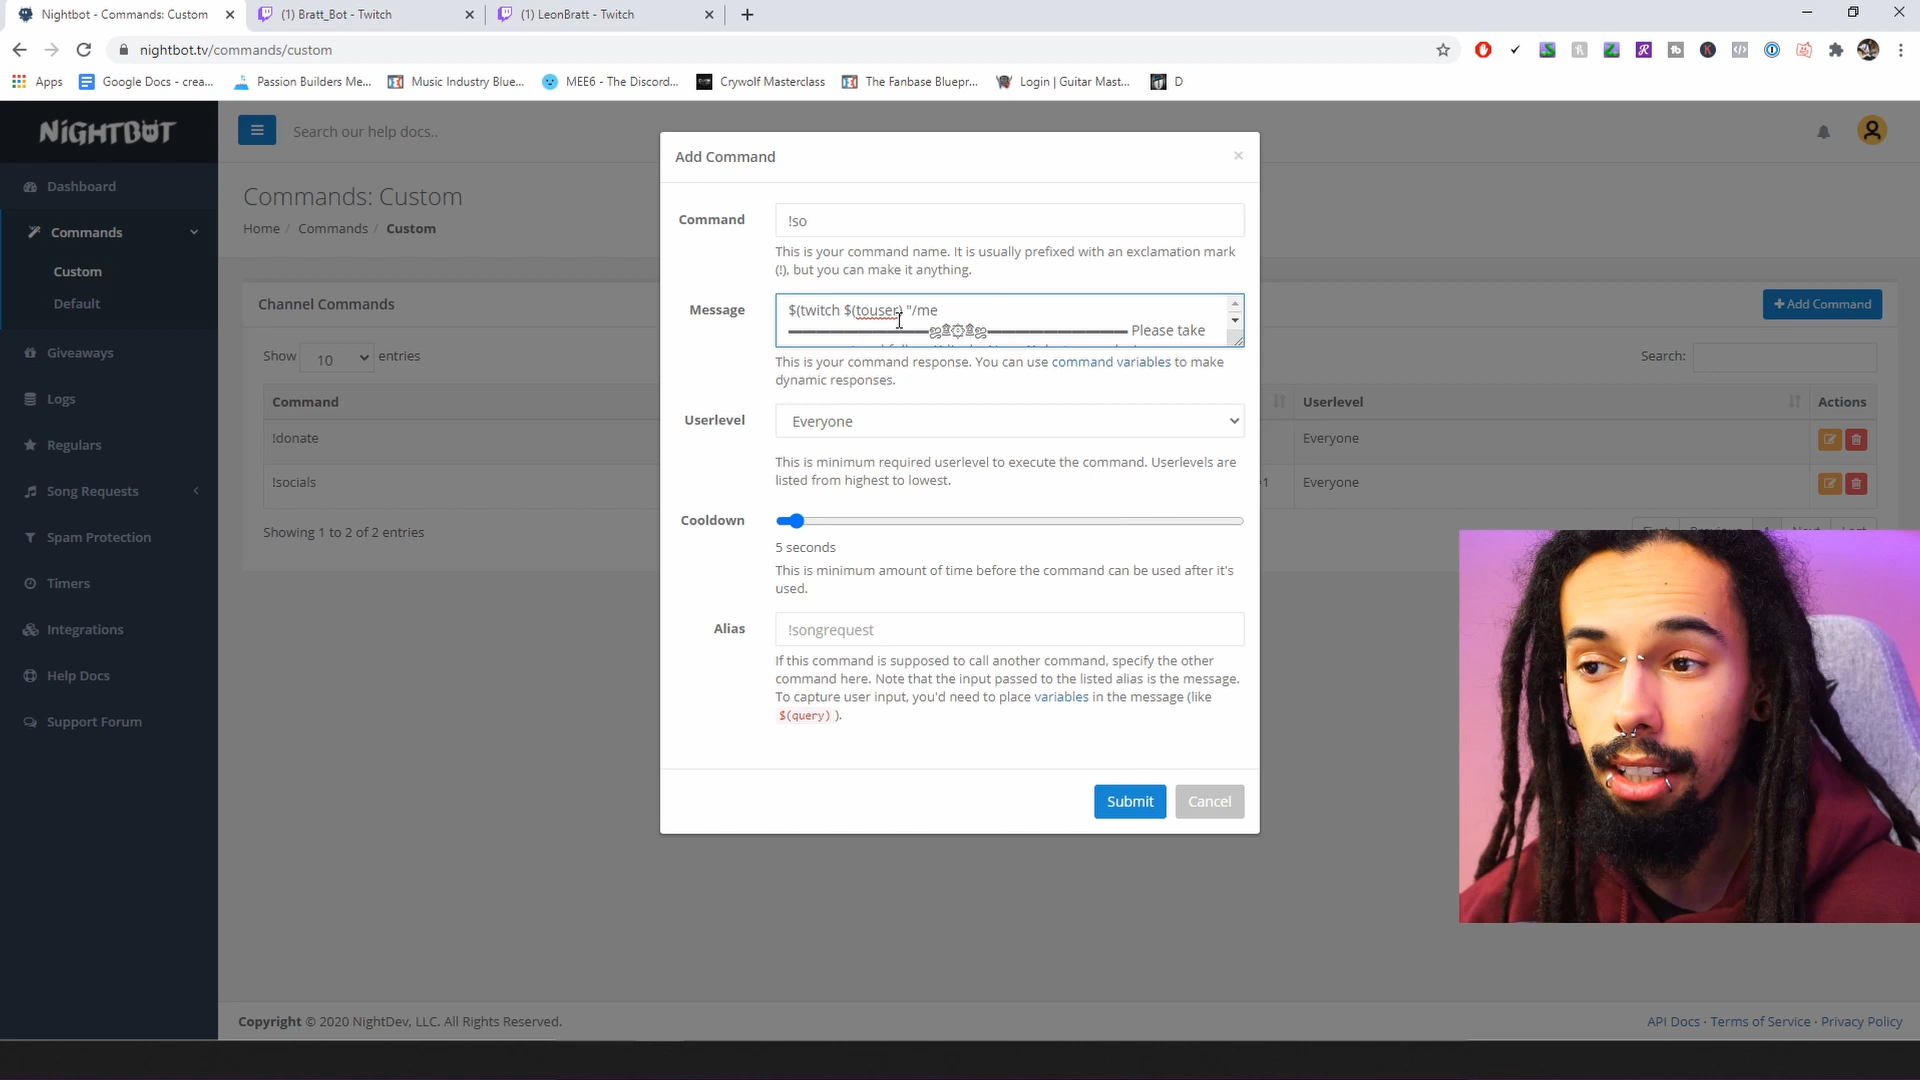 Nightbot - Commands: Custom
(1) Bratt_Bot - Twitch
(1) LeonBratt - Twitch
nightbot.tv/commands/custom
Apps
Google Docs - crea...
Passion Builders Me...
Music Industry Blue...
MEE6 - The Discord...
Crywolf Masterclass
The Fanbase Bluepr...
Login | Guitar Mast...
D
NiGHTBOT
Search our help docs..
Dashboard
Commands
Custom
Default
Giveaways
Logs
Regulars
Song Requests
Spam Protection
Timers
Integrations
Help Docs
Support Forum
Commands: Custom
Home / Commands / Custom
Channel Commands
+Add Command
Show 10 entries
Search:
Command
Userlevel
Actions
!donate
Everyone
!socials
Everyone
Showing 1 to 2 of 2 entries
Add Command
×
Command
!so
This is your command name. It is usually prefixed with an exclamation mark
(!), but you can make it anything.
Message
$(twitch $(touser) "/me
▬▬▬▬▬▬▬▬▬▬ஜ۩۞۩ஜ▬▬▬▬▬▬▬▬▬▬ Please take
This is your command response. You can use command variables to make
dynamic responses.
Userlevel
Everyone
This is minimum required userlevel to execute the command. Userlevels are
listed from highest to lowest.
Cooldown
5 seconds
This is minimum amount of time before the command can be used after it's
used.
Alias
!songrequest
If this command is supposed to call another command, specify the other
command here. Note that the input passed to the listed alias is the message.
To capture user input, you'd need to place variables in the message (like
$(query) ).
Submit
Cancel
Copyright © 2020 NightDev, LLC. All Rights Reserved.
API Docs · Terms of Service · Privacy Policy